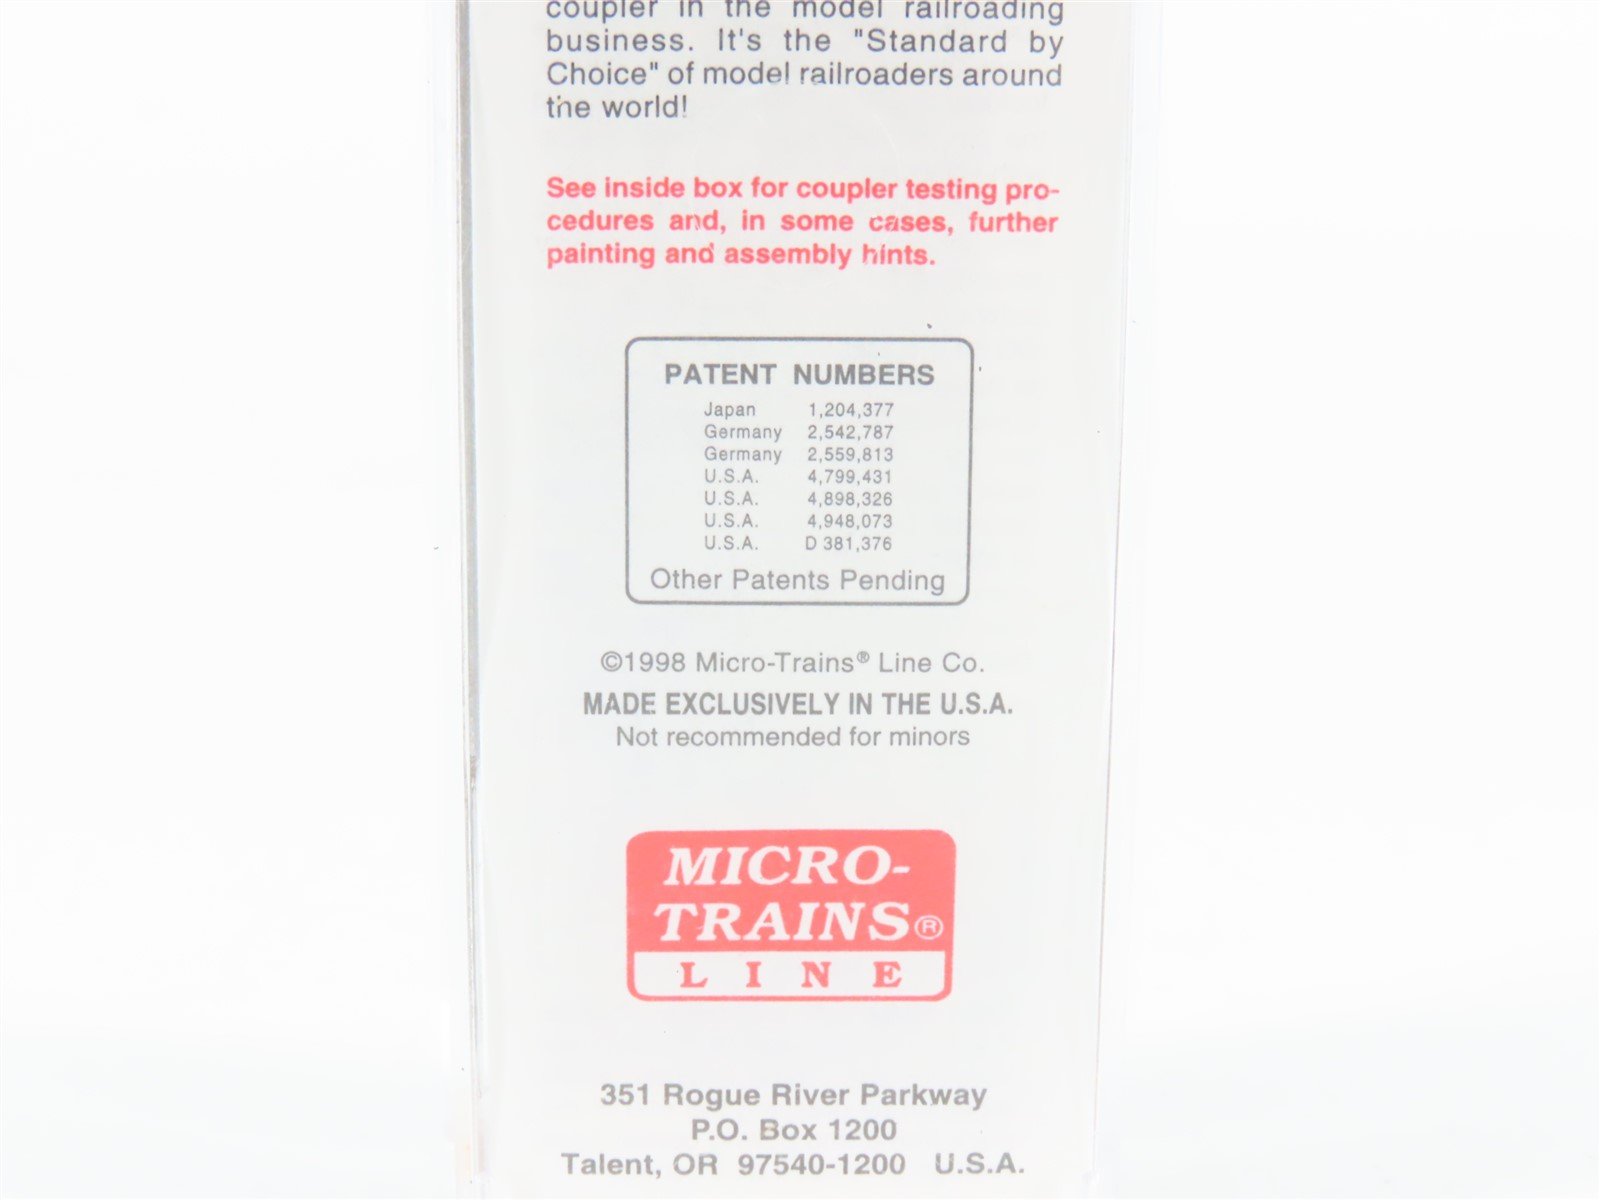 coupler in the model railroading
business. It's the "Standard by
Choice" of model railroaders around
the world!
See inside box for coupler testing pro-
cedures and, in some cases, further
painting and assembly hints.
PATENT NUMBERS
Japan 1,204,377
Germany 2,542,787
Germany 2,559,813
U.S.A. 4,799,431
U.S.A. 4,898,326
U.S.A. 4,948,073
U.S.A. D 381,376
Other Patents Pending
©1998 Micro-Trains® Line Co.
MADE EXCLUSIVELY IN THE U.S.A.
Not recommended for minors
MICRO-
TRAINS®
LINE
351 Rogue River Parkway
P.O. Box 1200
Talent, OR 97540-1200 U.S.A.